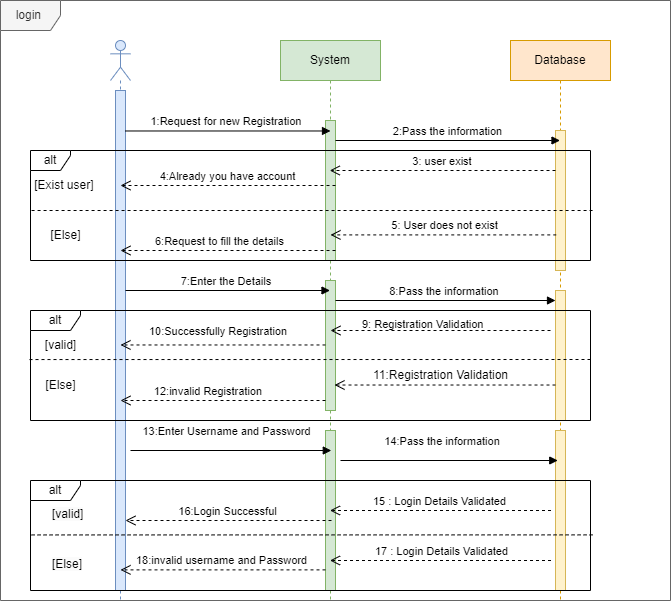 login
System
Database
1:Request for new Registration
2:Pass the information
alt
3: user exist
[Exist user]
4:Already you have account
[Else]
5: User does not exist
6:Request to fill the details
7:Enter the Details
8:Pass the information
alt
9: Registration Validation
10:Successfully Registration
[valid]
[Else]
11:Registration Validation
12:invalid Registration
13:Enter Username and Password
14:Pass the information
alt
15 : Login Details Validated
[valid]
16:Login Successful
[Else]
17 : Login Details Validated
18:invalid username and Password